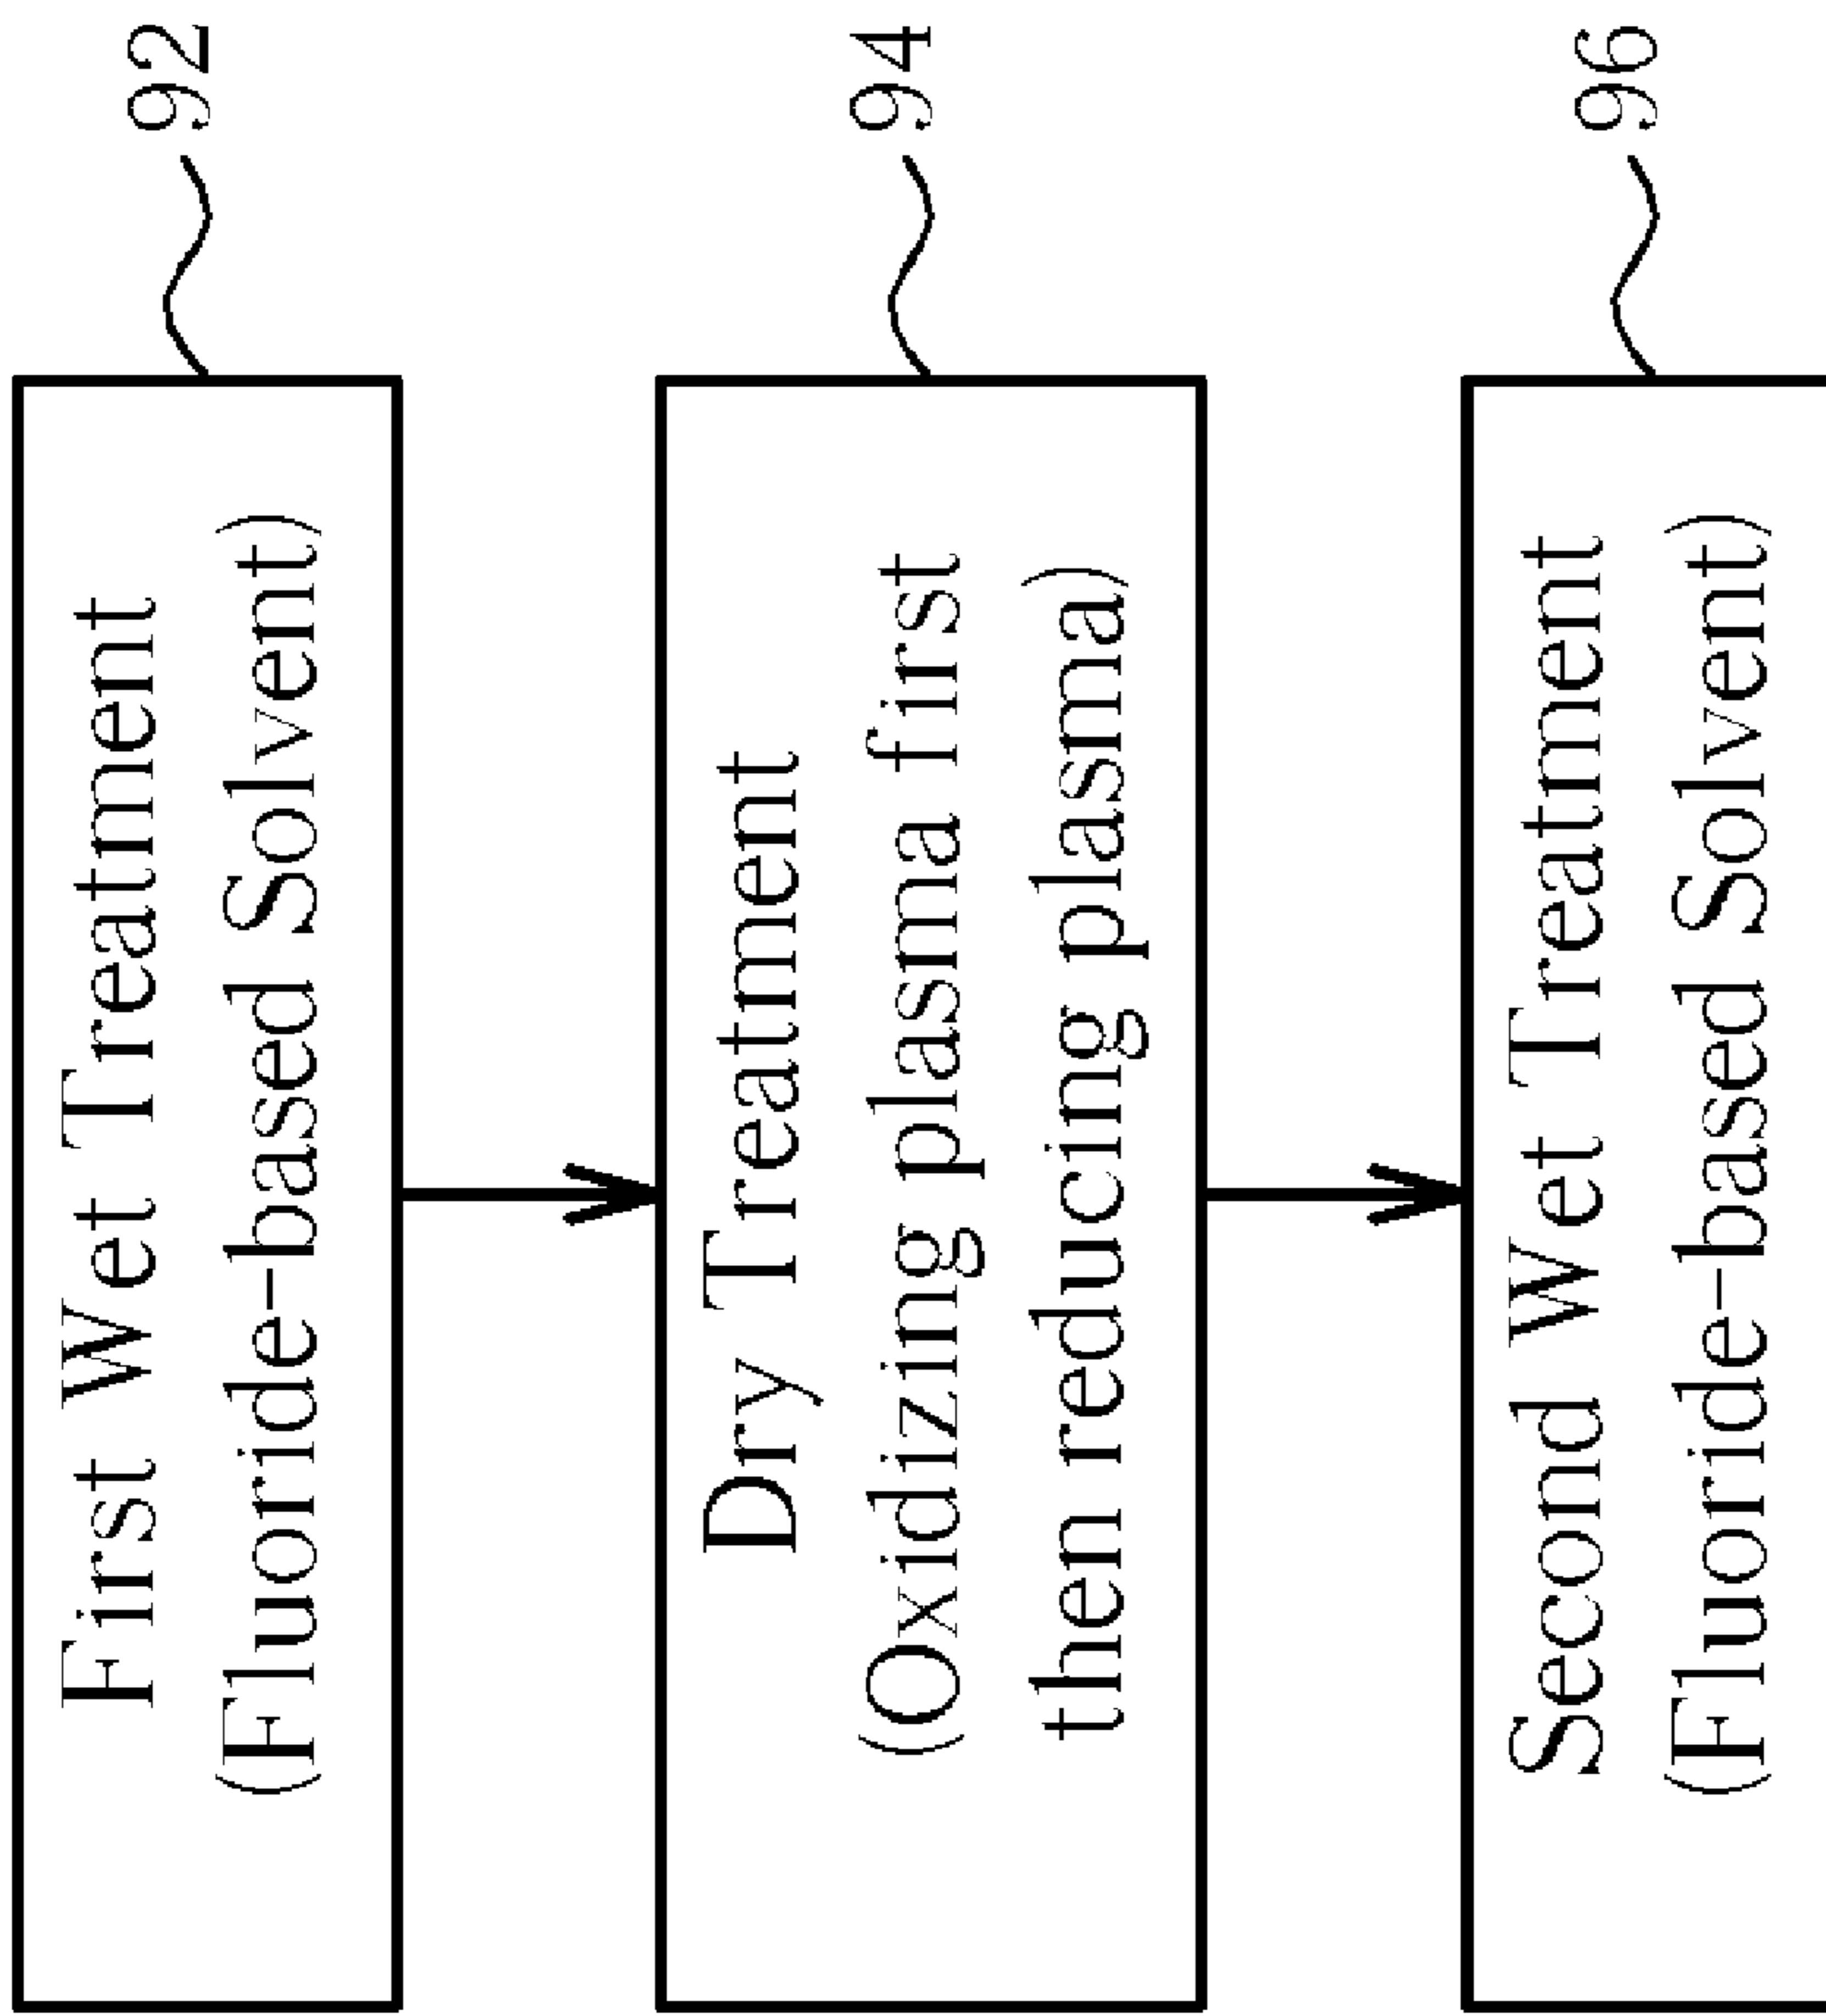 First Wet Treatment
(Fluoride-based Solvent)
92
Dry Treatment
(Oxidizing plasma first
then reducing plasma)
94
Second Wet Treatment
(Fluoride-based Solvent)
96